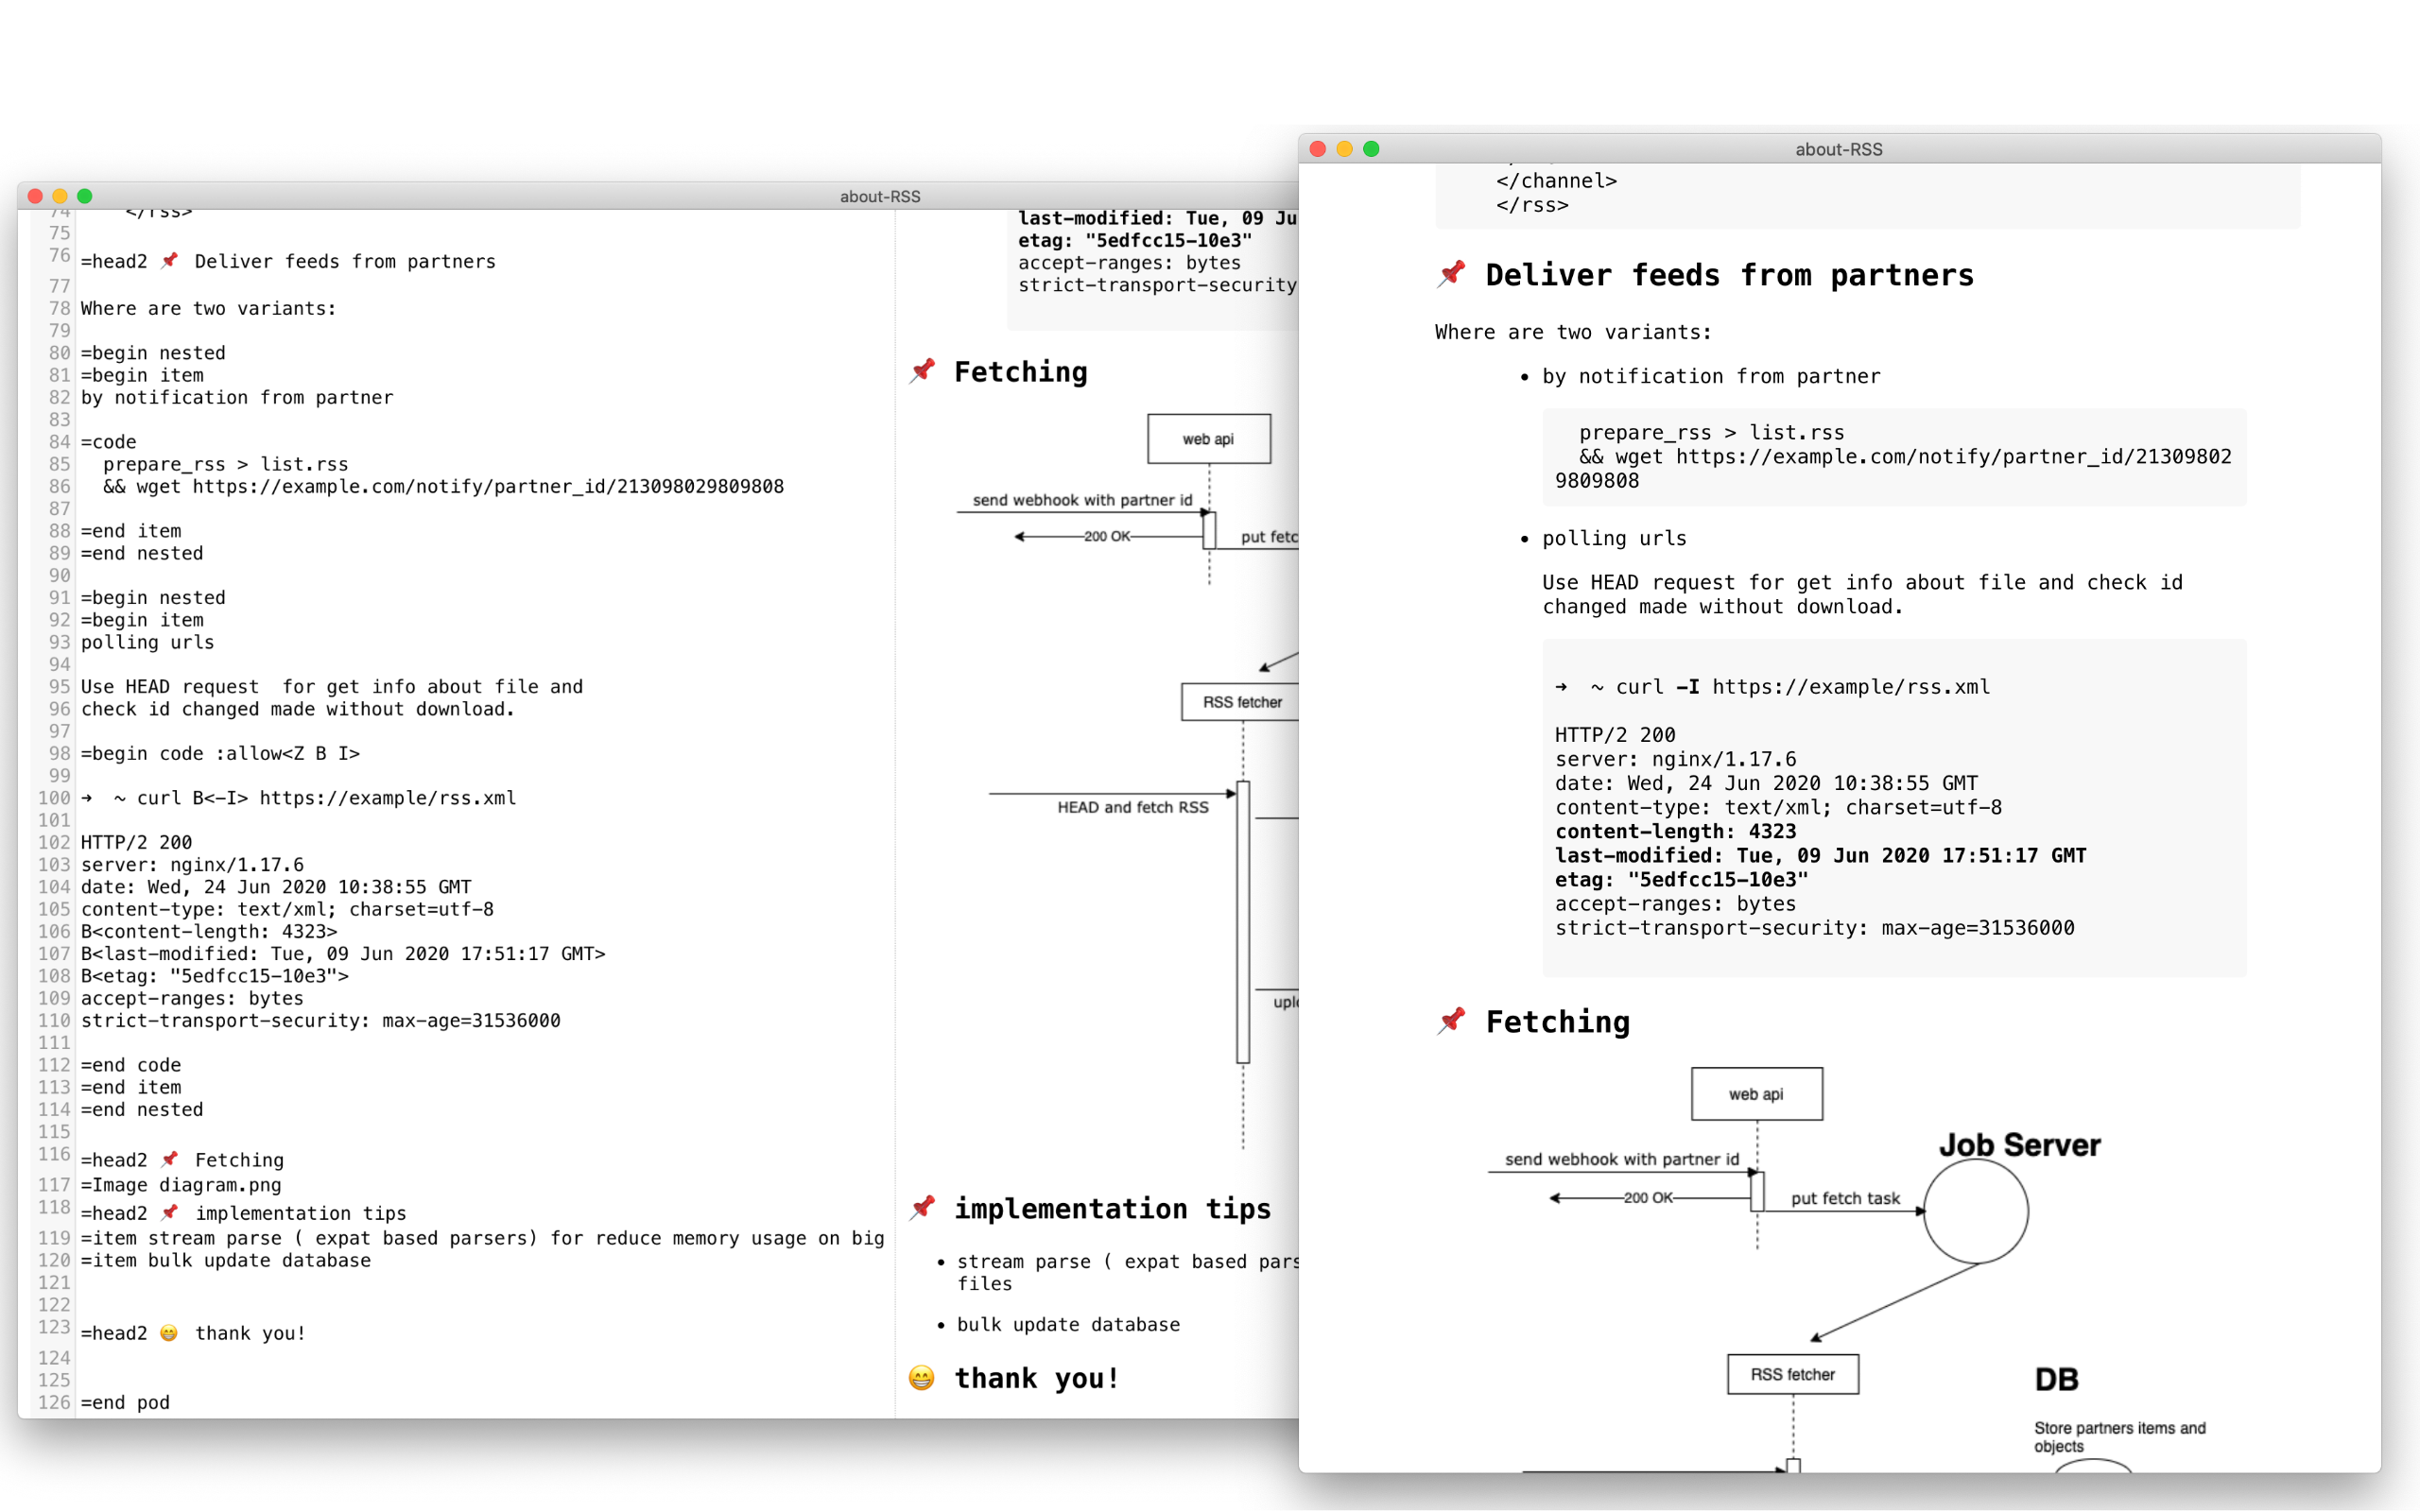 about-RSS
74 </rss>
75
76 =head2 📌 Deliver feeds from partners
77
78 Where are two variants:
79
80 =begin nested
81 =begin item
82 by notification from partner
83
84 =code
85   prepare_rss > list.rss
86   && wget https://example.com/notify/partner_id/213098029809808
87
88 =end item
89 =end nested
90
91 =begin nested
92 =begin item
93 polling urls
94
95 Use HEAD request  for get info about file and
96 check id changed made without download.
97
98 =begin code :allow<Z B I>
99
100 ➜  ~ curl B<-I> https://example/rss.xml
101
102 HTTP/2 200
103 server: nginx/1.17.6
104 date: Wed, 24 Jun 2020 10:38:55 GMT
105 content-type: text/xml; charset=utf-8
106 B<content-length: 4323>
107 B<last-modified: Tue, 09 Jun 2020 17:51:17 GMT>
108 B<etag: "5edfcc15-10e3">
109 accept-ranges: bytes
110 strict-transport-security: max-age=31536000
111
112 =end code
113 =end item
114 =end nested
115
116 =head2 📌 Fetching
117 =Image diagram.png
118 =head2 📌 implementation tips
119 =item stream parse ( expat based parsers) for reduce memory usage on big
120 =item bulk update database
121
122
123 =head2 😁 thank you!
124
125
126 =end pod
last-modified: Tue, 09 Ju
etag: "5edfcc15-10e3"
accept-ranges: bytes
strict-transport-security
📌 Fetching
web api
send webhook with partner id
200 OK
put fetc
RSS fetcher
HEAD and fetch RSS
uplo
📌 implementation tips
• stream parse ( expat based pars
files
• bulk update database
😁 thank you!
about-RSS
</channel>
</rss>
📌 Deliver feeds from partners
Where are two variants:
• by notification from partner
prepare_rss > list.rss
&& wget https://example.com/notify/partner_id/21309802
9809808
• polling urls
Use HEAD request for get info about file and check id
changed made without download.
➜  ~ curl -I https://example/rss.xml
HTTP/2 200
server: nginx/1.17.6
date: Wed, 24 Jun 2020 10:38:55 GMT
content-type: text/xml; charset=utf-8
content-length: 4323
last-modified: Tue, 09 Jun 2020 17:51:17 GMT
etag: "5edfcc15-10e3"
accept-ranges: bytes
strict-transport-security: max-age=31536000
📌 Fetching
web api
Job Server
send webhook with partner id
200 OK
put fetch task
RSS fetcher
DB
Store partners items and
objects